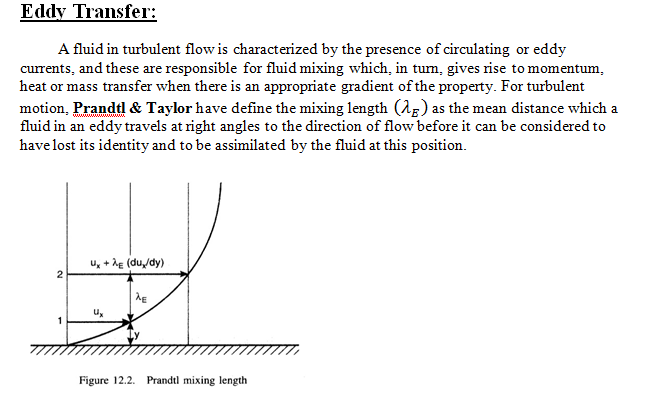 Eddy Transfer:
A fluid in turbulent flow is characterized by the presence of circulating or eddy
currents, and these are responsible for fluid mixing which, in turn, gives rise to momentum,
heat or mass transfer when there is an appropriate gradient of the property. For turbulent
motion, Prandtl & Taylor have define the mixing length (λE) as the mean distance which a
fluid in an eddy travels at right angles to the direction of flow before it can be considered to
have lost its identity and to be assimilated by the fluid at this position.
ux + λE (dux/dy)
2
λE
ux
1
y
Figure 12.2. Prandtl mixing length